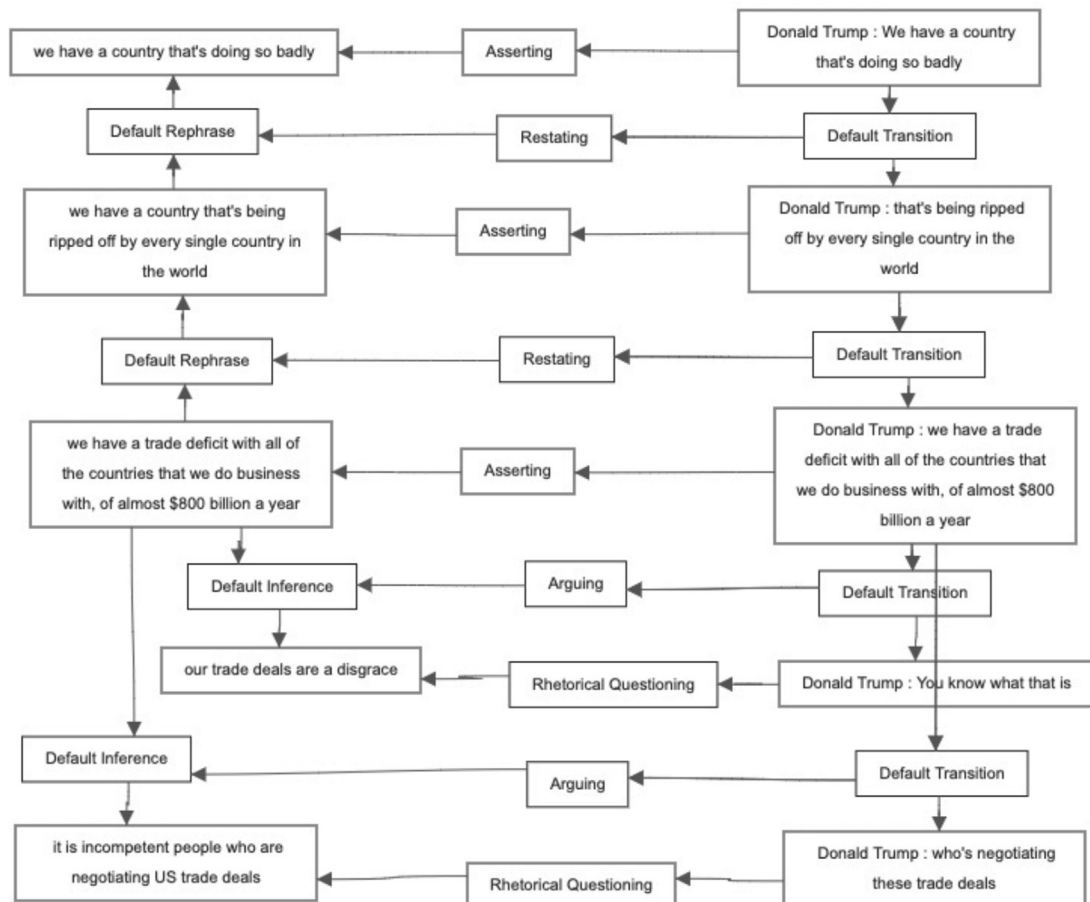 we have a country that's doing so badly
Asserting
Donald Trump : We have a country
that's doing so badly
Default Rephrase
Restating
Default Transition
we have a country that's being
ripped off by every single country in
the world
Asserting
Donald Trump : that's being ripped
off by every single country in the
world
Default Rephrase
Restating
Default Transition
we have a trade deficit with all of
the countries that we do business
with, of almost $800 billion a year
Asserting
Donald Trump : we have a trade
deficit with all of the countries that
we do business with, of almost $800
billion a year
Default Inference
Arguing
Default Transition
our trade deals are a disgrace
Rhetorical Questioning
Donald Trump : You know what that is
Default Inference
Arguing
Default Transition
it is incompetent people who are
negotiating US trade deals
Rhetorical Questioning
Donald Trump : who's negotiating
these trade deals